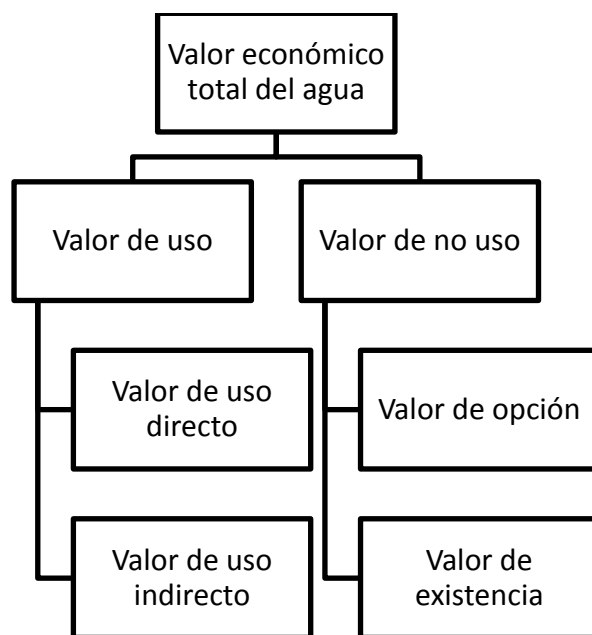 Valor económico
total del agua
Valor de uso
Valor de no uso
Valor de uso
directo
Valor de opción
Valor de uso
indirecto
Valor de
existencia